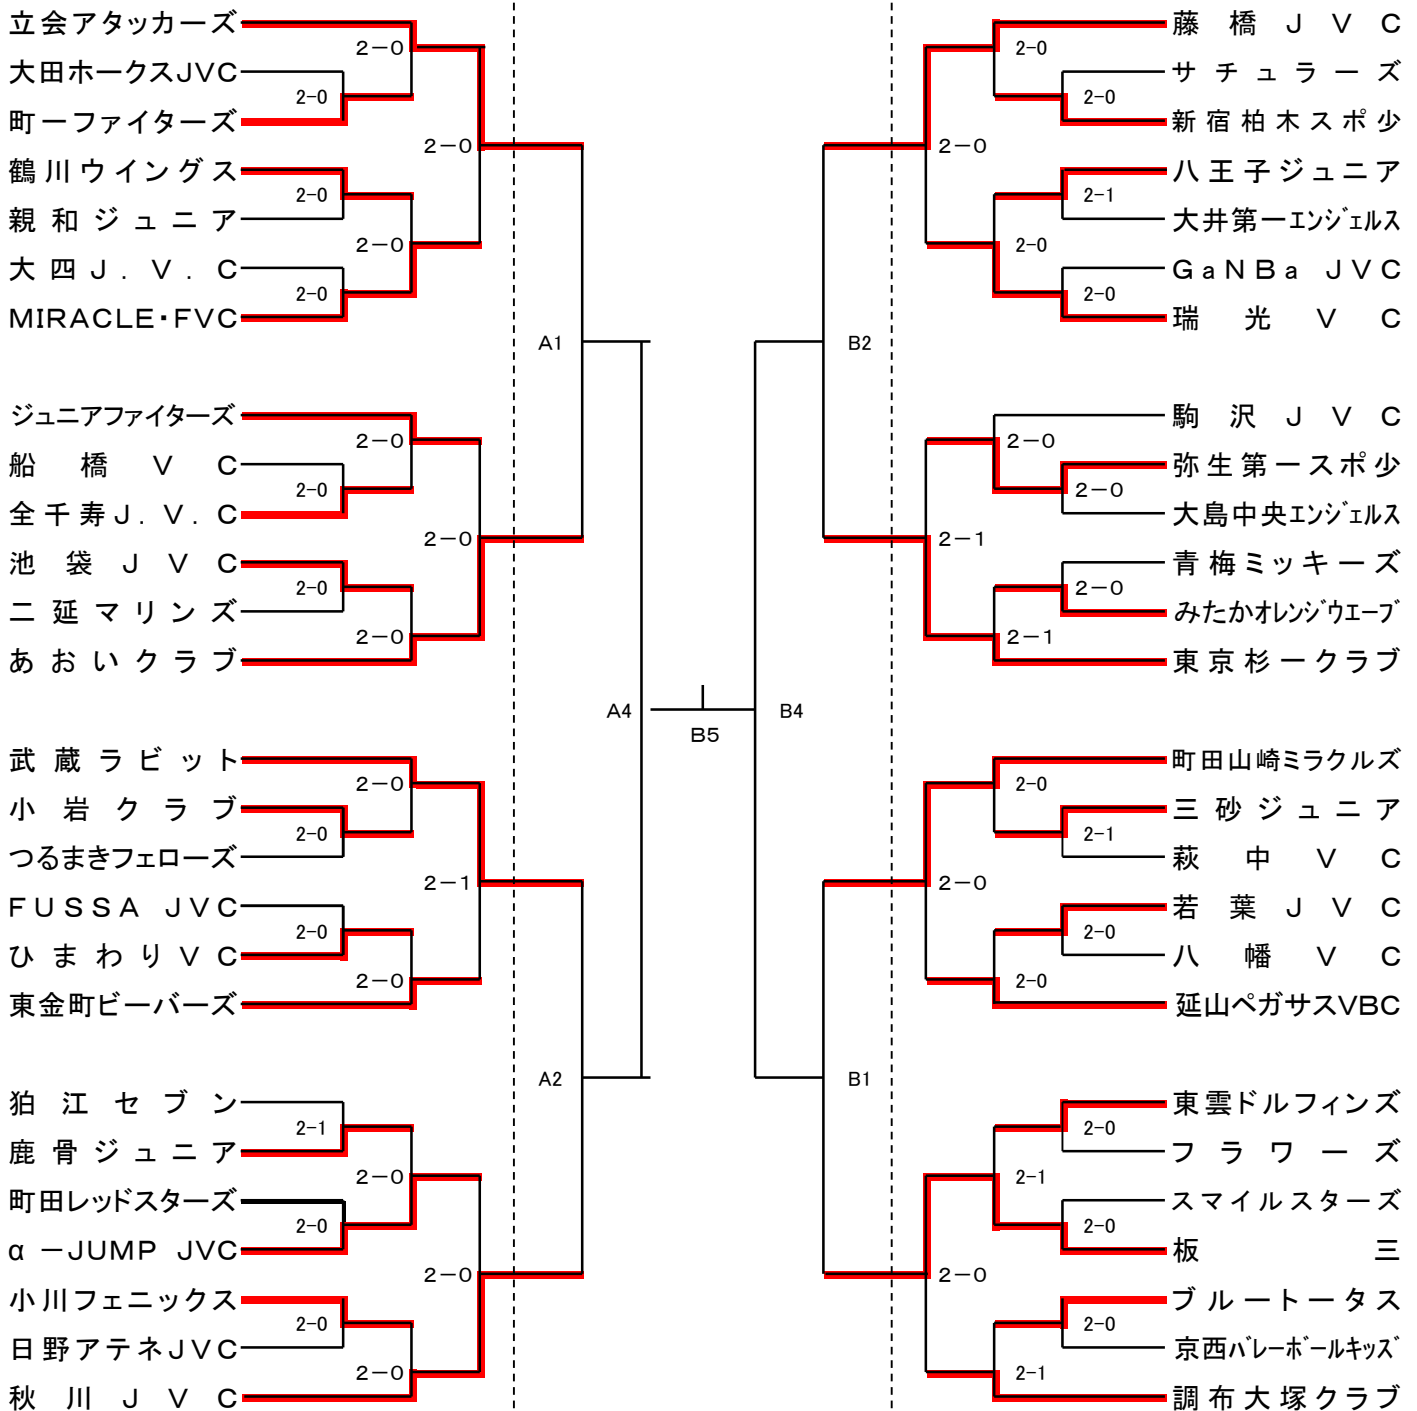 立会アタッカーズ
2－0
大田ホークスJVC
2-0
町一ファイターズ
2－0
鶴川ウイングス
2-0
親和ジュニア
2－0
大四J．V．C
2-0
MIRACLE・FVC
A1
ジュニアファイターズ
2－0
船橋VC
2-0
全千寿J．V．C
2－0
池袋JVC
2-0
二延マリンズ
2－0
あおいクラブ
A4
武蔵ラビット
2－0
小岩クラブ
2-0
つるまきフェローズ
2－1
FUSSA JVC
2-0
ひまわりVC
2－0
東金町ビーバーズ
A2
狛江セブン
2-1
鹿骨ジュニア
2－0
町田レッドスターズ
2-0
α－JUMP JVC
2－0
小川フェニックス
2-0
日野アテネJVC
2－0
秋川JVC
B5
藤橋JVC
2-0
サチュラーズ
2-0
新宿柏木スポ少
2－0
八王子ジュニア
2-1
大井第一エンジェルス
2-0
GaNBa JVC
2-0
瑞光VC
B2
駒沢JVC
2－0
弥生第一スポ少
2－0
大島中央エンジェルス
2－1
青梅ミッキーズ
2－0
みたかオレンジウエーブ
2－1
東京杉一クラブ
B4
町田山崎ミラクルズ
2-0
三砂ジュニア
2-1
萩中VC
2－0
若葉JVC
2-0
八幡VC
2-0
延山ペガサスVBC
B1
東雲ドルフィンズ
2-0
フラワーズ
2-1
スマイルスターズ
2-0
板三
2－0
ブルートータス
2-0
京西バレーボールキッズ
2-1
調布大塚クラブ